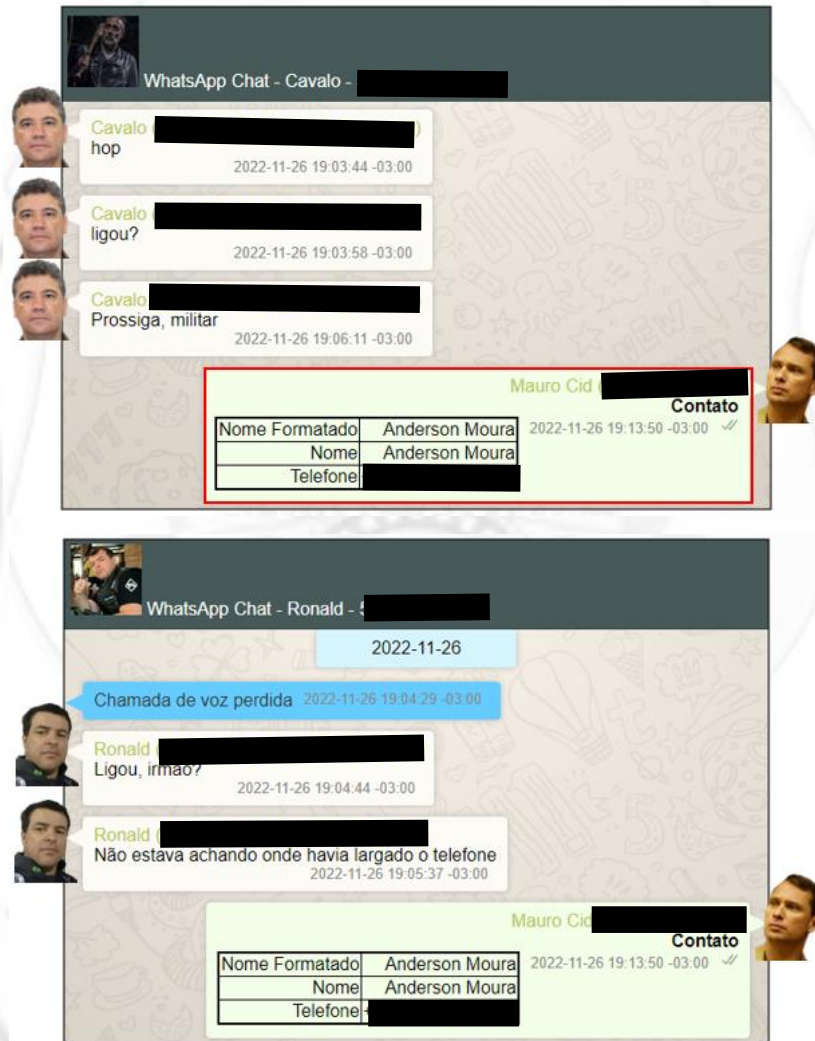 WhatsApp Chat - Cavalo -
Cavalo (
)
hop
2022-11-26 19:03:44 -03:00
Cavalo (
ligou?
2022-11-26 19:03:58 -03:00
Cavalo
)
Prossiga, militar
2022-11-26 19:06:11 -03:00
Mauro Cid (
Contato
Nome Formatado Anderson Moura 2022-11-26 19:13:50 -03:00
Nome Anderson Moura
Telefone
WhatsApp Chat - Ronald - 5
2022-11-26
Chamada de voz perdida 2022-11-26 19:04:29 -03:00
Ronald (
Ligou, irmão?
2022-11-26 19:04:44 -03:00
Ronald (
Não estava achando onde havia largado o telefone
2022-11-26 19:05:37 -03:00
Mauro Cid
Contato
Nome Formatado Anderson Moura 2022-11-26 19:13:50 -03:00
Nome Anderson Moura
Telefone +